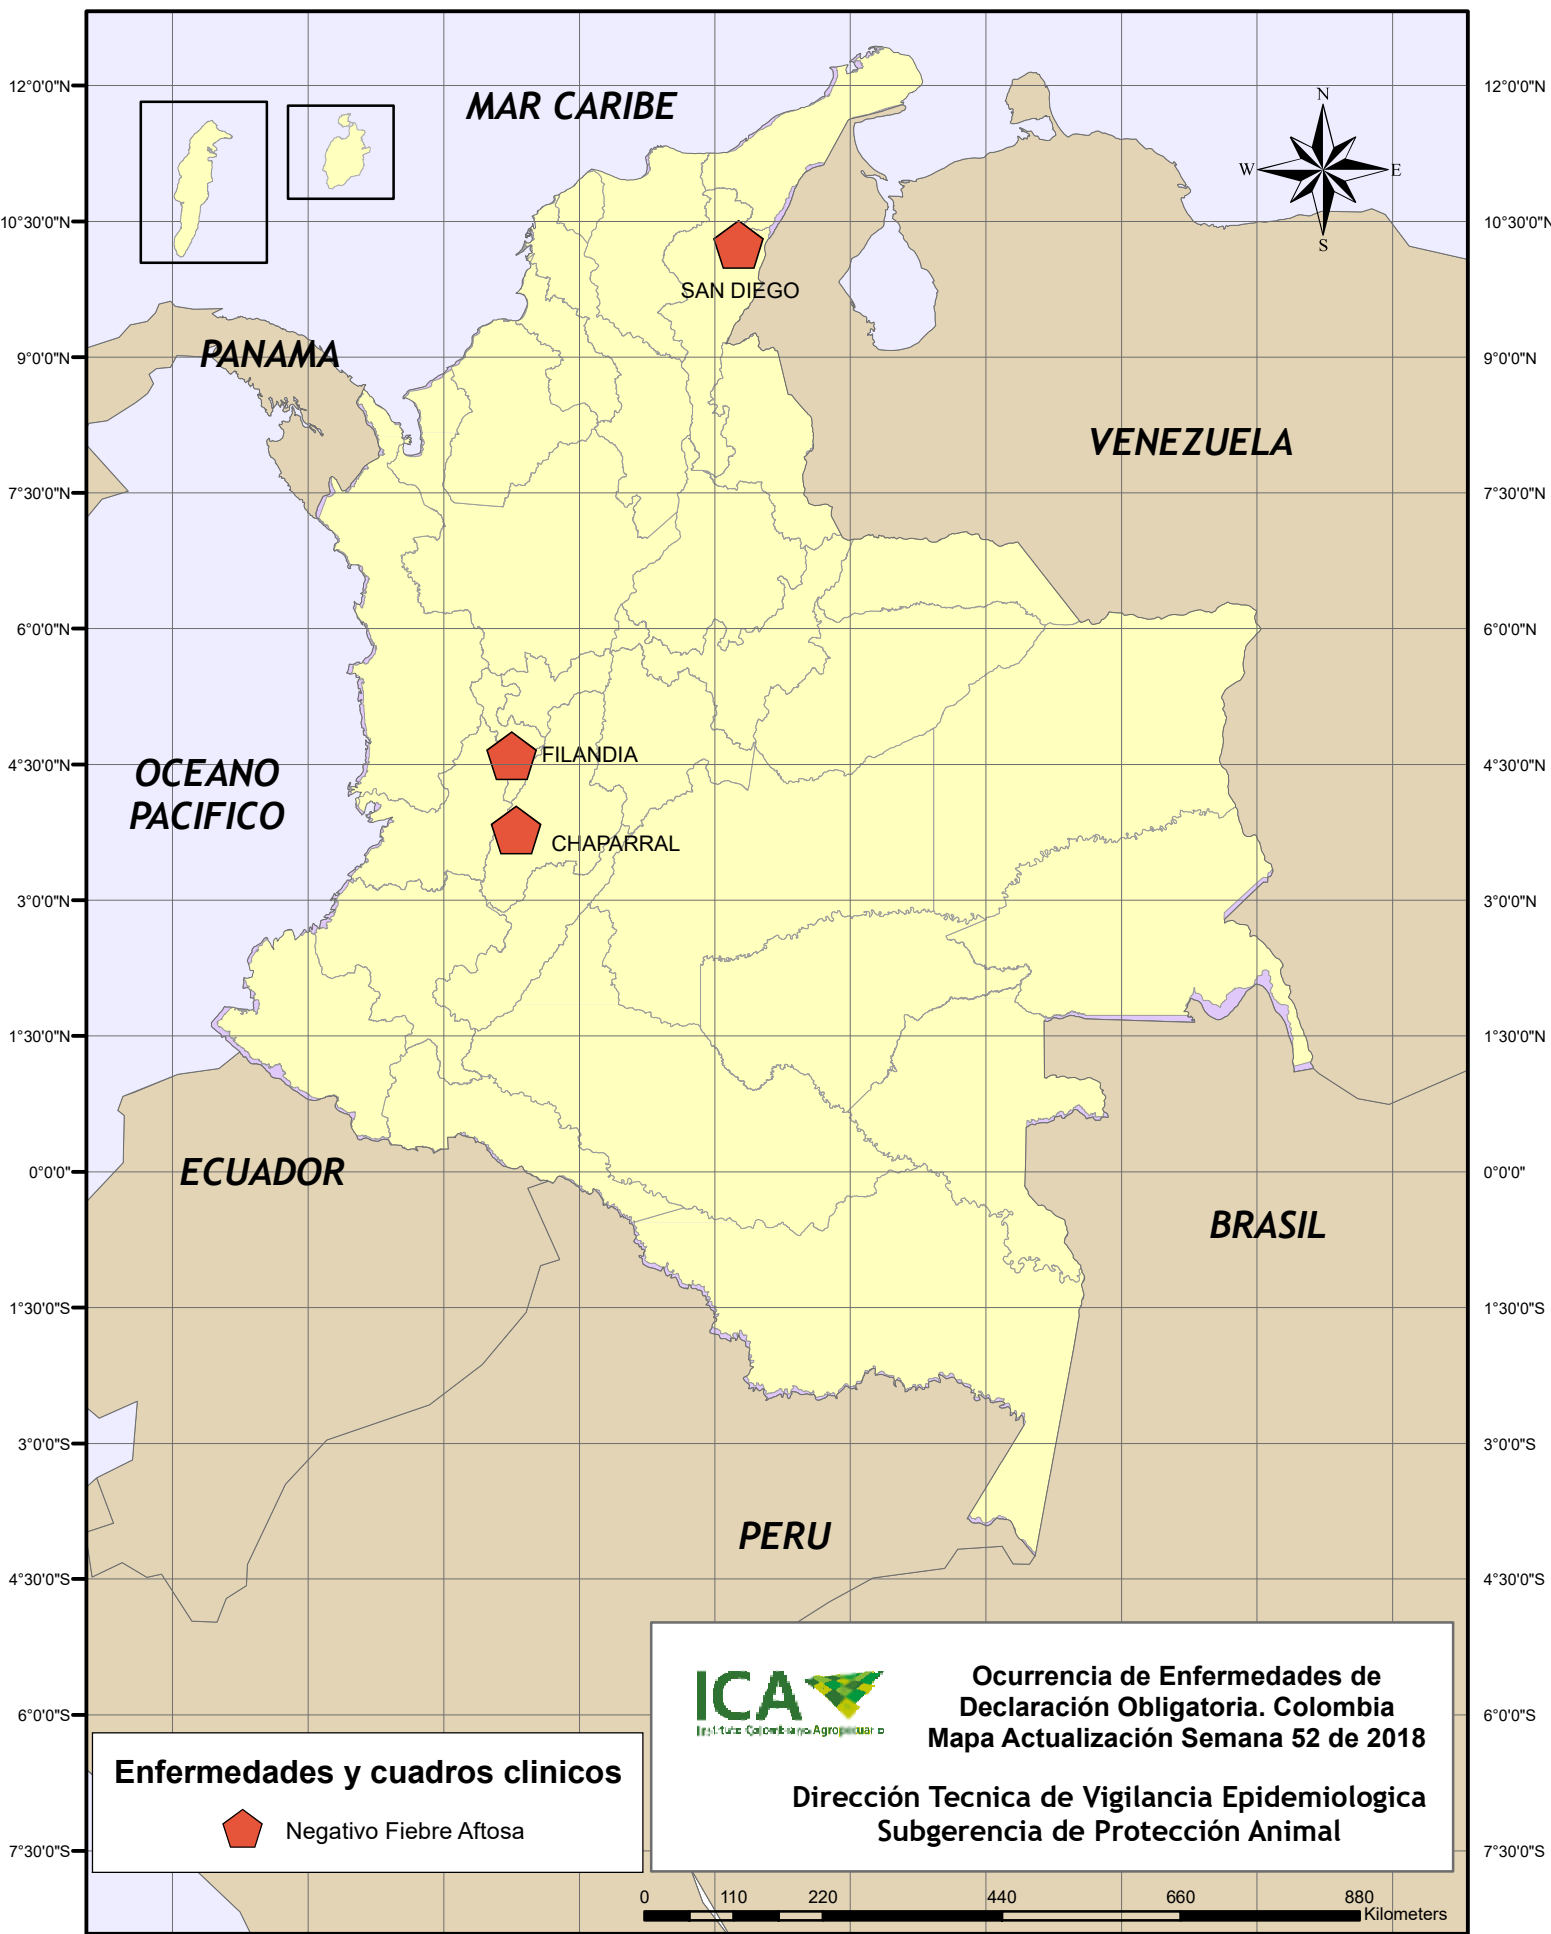 MAR CARIBE
N
W
E
S
SAN DIEGO
PANAMA
VENEZUELA
FILANDIA
OCEANO
PACIFICO
CHAPARRAL
ECUADOR
BRASIL
PERU
12°0'0"N
10°30'0"N
9°0'0"N
7°30'0"N
6°0'0"N
4°30'0"N
3°0'0"N
1°30'0"N
0°0'0"
1°30'0"S
3°0'0"S
4°30'0"S
6°0'0"S
7°30'0"S
12°0'0"N
10°30'0"N
9°0'0"N
7°30'0"N
6°0'0"N
4°30'0"N
3°0'0"N
1°30'0"N
0°0'0"
1°30'0"S
3°0'0"S
4°30'0"S
6°0'0"S
7°30'0"S
ICA
Instituto Colombiano Agropecuario
Ocurrencia de Enfermedades de
Declaración Obligatoria. Colombia
Mapa Actualización Semana 52 de 2018
Dirección Tecnica de Vigilancia Epidemiologica
Subgerencia de Protección Animal
Enfermedades y cuadros clinicos
Negativo Fiebre Aftosa
0 110 220 440 660 880
Kilometers